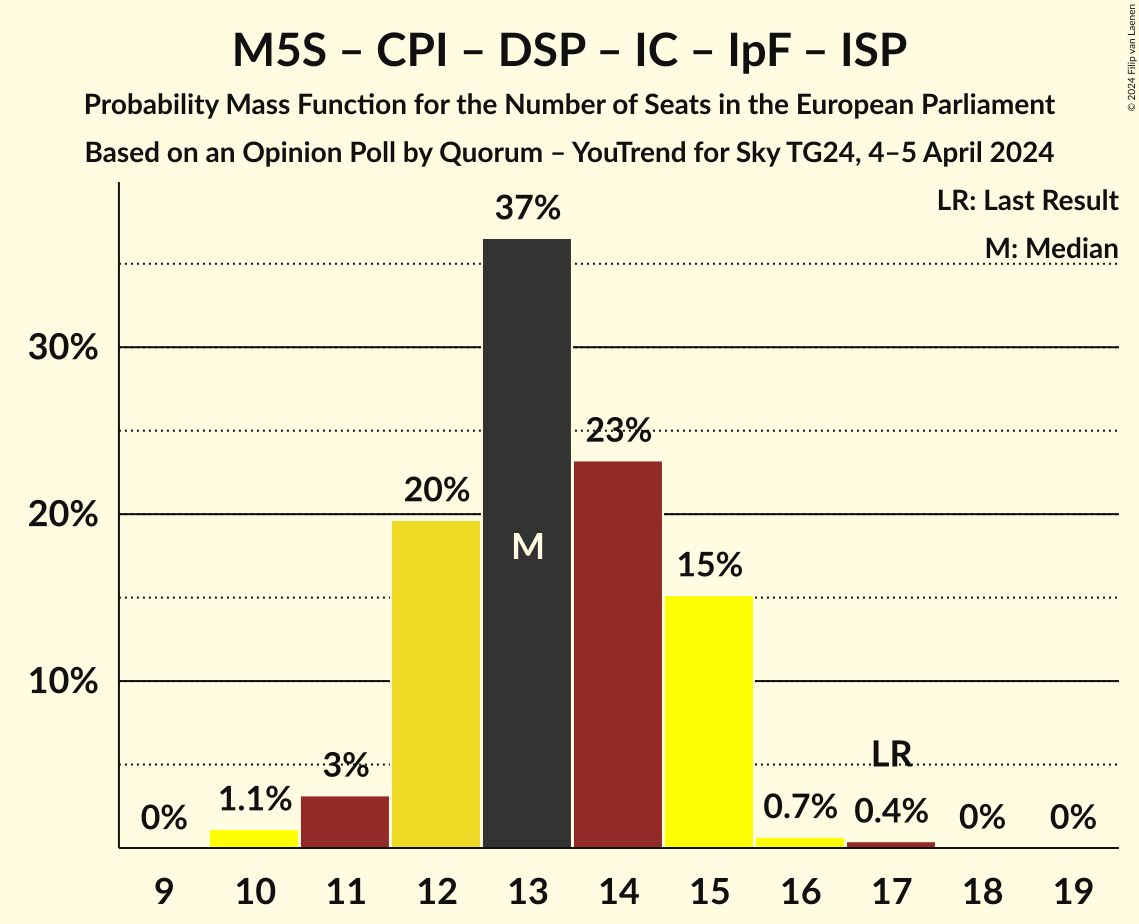 M5S – CPI – DSP – IC – IpF – ISP
Probability Mass Function for the Number of Seats in the European Parliament
Based on an Opinion Poll by Quorum – YouTrend for Sky TG24, 4–5 April 2024
© 2024 Filip van Laenen
LR: Last Result
M: Median
37%
30%
23%
20%
20%
M
15%
10%
LR
3%
1.1%
0.7%
0.4%
0%
0%
0%
9 10 11 12 13 14 15 16 17 18 19